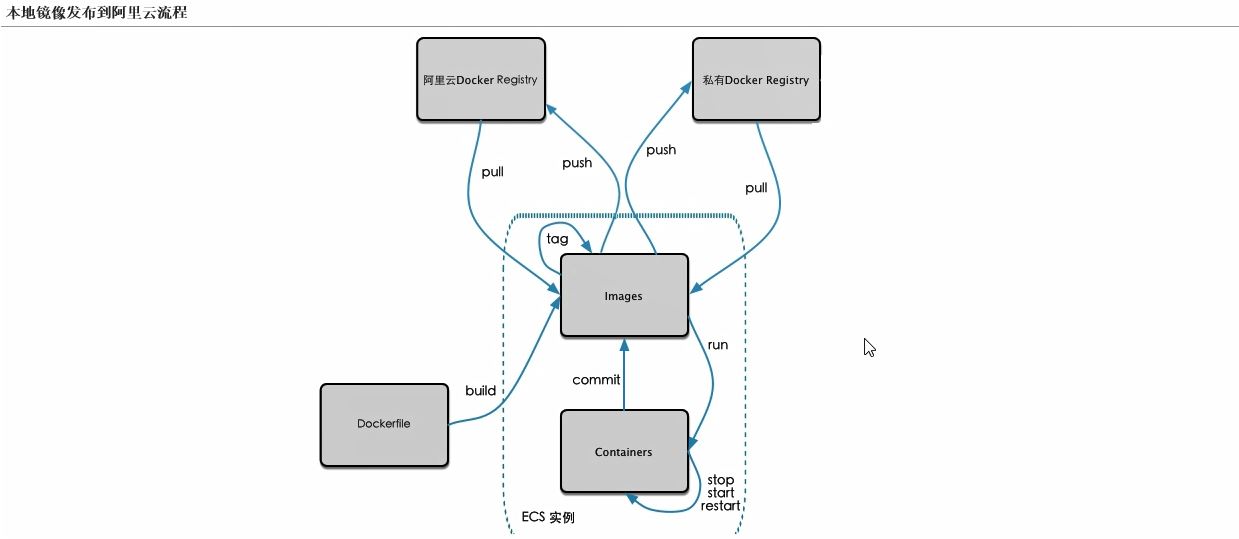 本地镜像发布到阿里云流程
阿里云Docker Registry
私有Docker Registry
pull
push
push
pull
tag
Images
run
commit
build
Dockerfile
Containers
stop
start
restart
ECS 实例